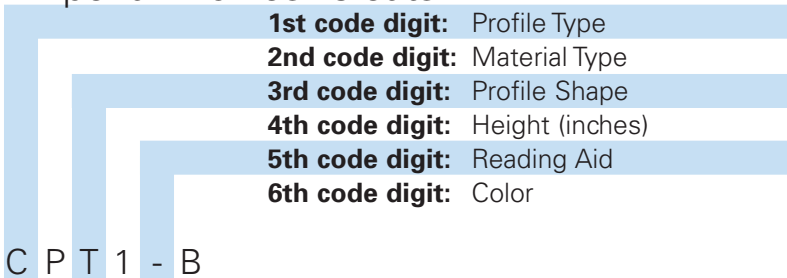 1st code digit: Profile Type
2nd code digit: Material Type
3rd code digit: Profile Shape
4th code digit: Height (inches)
5th code digit: Reading Aid
6th code digit: Color
C P T 1 - B